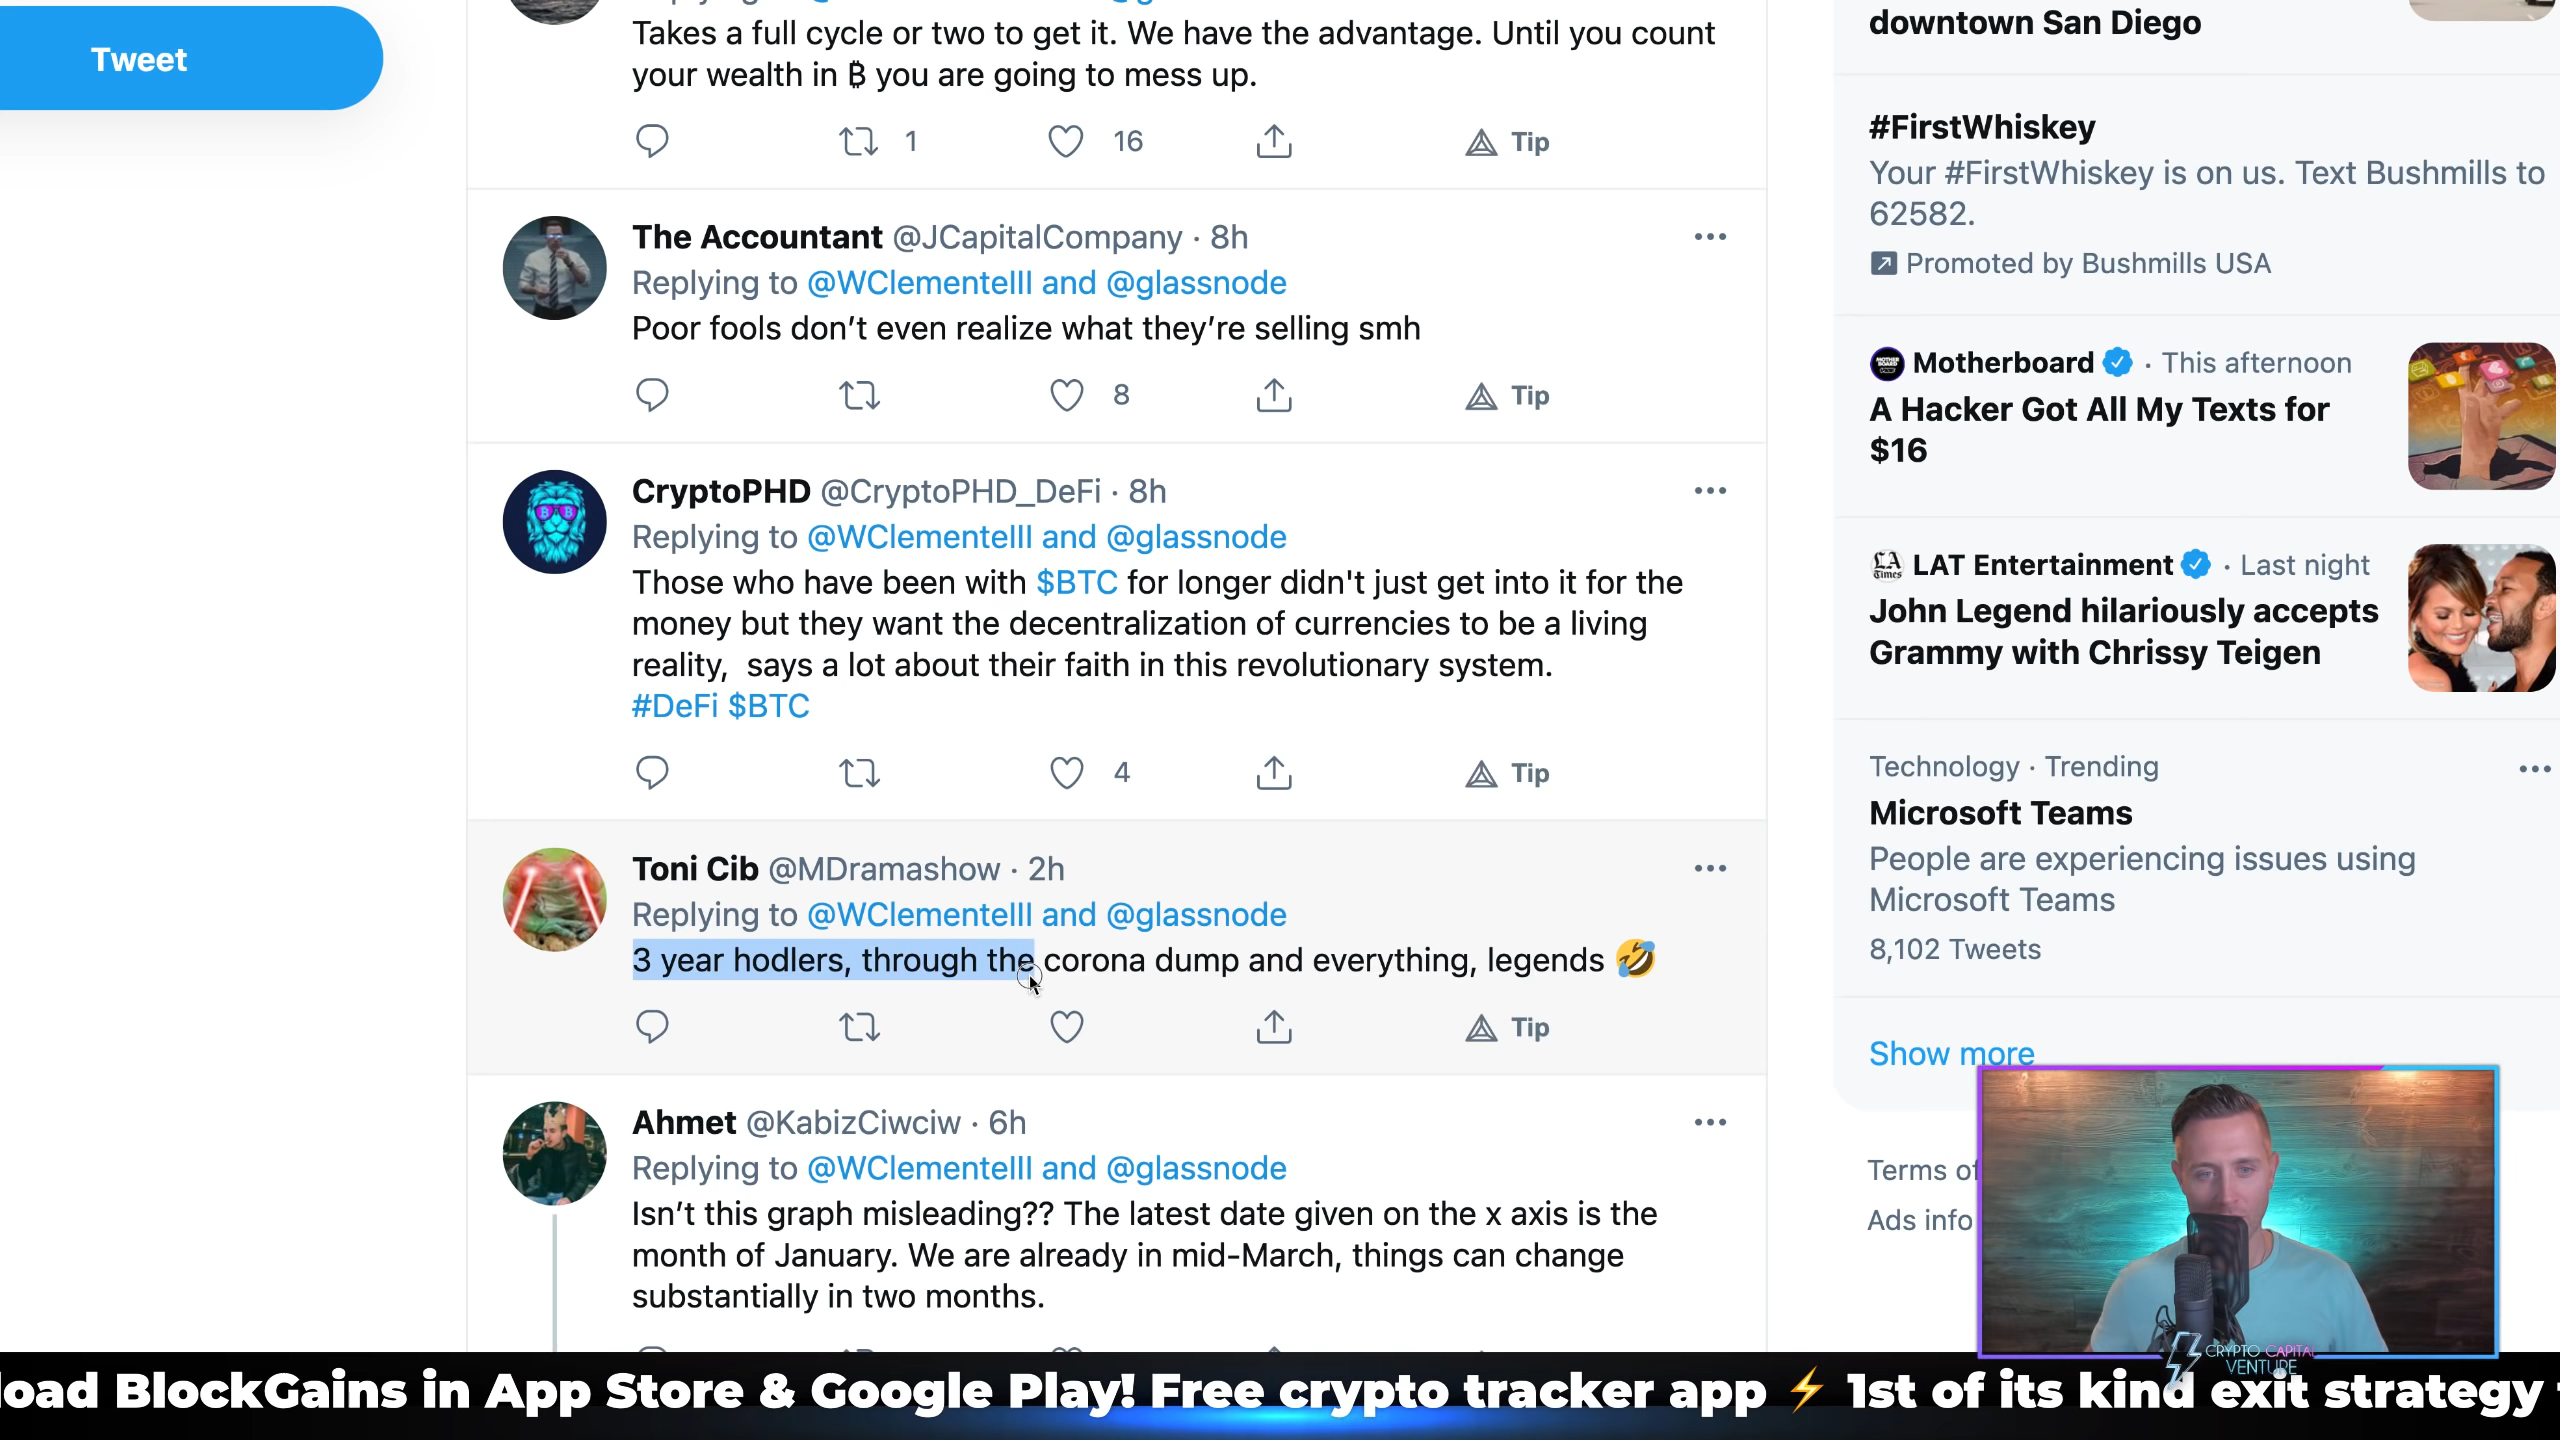 Tweet
Takes a full cycle or two to get it. We have the advantage. Until you count
your wealth in ₿ you are going to mess up.
1 16 Tip
The Accountant @JCapitalCompany · 8h
Replying to @WClementeIII and @glassnode
Poor fools don’t even realize what they’re selling smh
8 Tip
CryptoPHD @CryptoPHD_DeFi · 8h
Replying to @WClementeIII and @glassnode
Those who have been with $BTC for longer didn't just get into it for the
money but they want the decentralization of currencies to be a living
reality,  says a lot about their faith in this revolutionary system.
#DeFi $BTC
4 Tip
Toni Cib @MDramashow · 2h
Replying to @WClementeIII and @glassnode
3 year hodlers, through the corona dump and everything, legends 🤣
Tip
Ahmet @KabizCiwciw · 6h
Replying to @WClementeIII and @glassnode
Isn’t this graph misleading?? The latest date given on the x axis is the
month of January. We are already in mid-March, things can change
substantially in two months.
downtown San Diego
#FirstWhiskey
Your #FirstWhiskey is on us. Text Bushmills to
62582.
Promoted by Bushmills USA
Motherboard · This afternoon
A Hacker Got All My Texts for
$16
LA Times LAT Entertainment · Last night
John Legend hilariously accepts
Grammy with Chrissy Teigen
Technology · Trending
Microsoft Teams
People are experiencing issues using
Microsoft Teams
8,102 Tweets
Show more
Terms of
Ads info
CRYPTO CAPITAL
VENTURE
load BlockGains in App Store & Google Play! Free crypto tracker app ⚡ 1st of its kind exit strategy